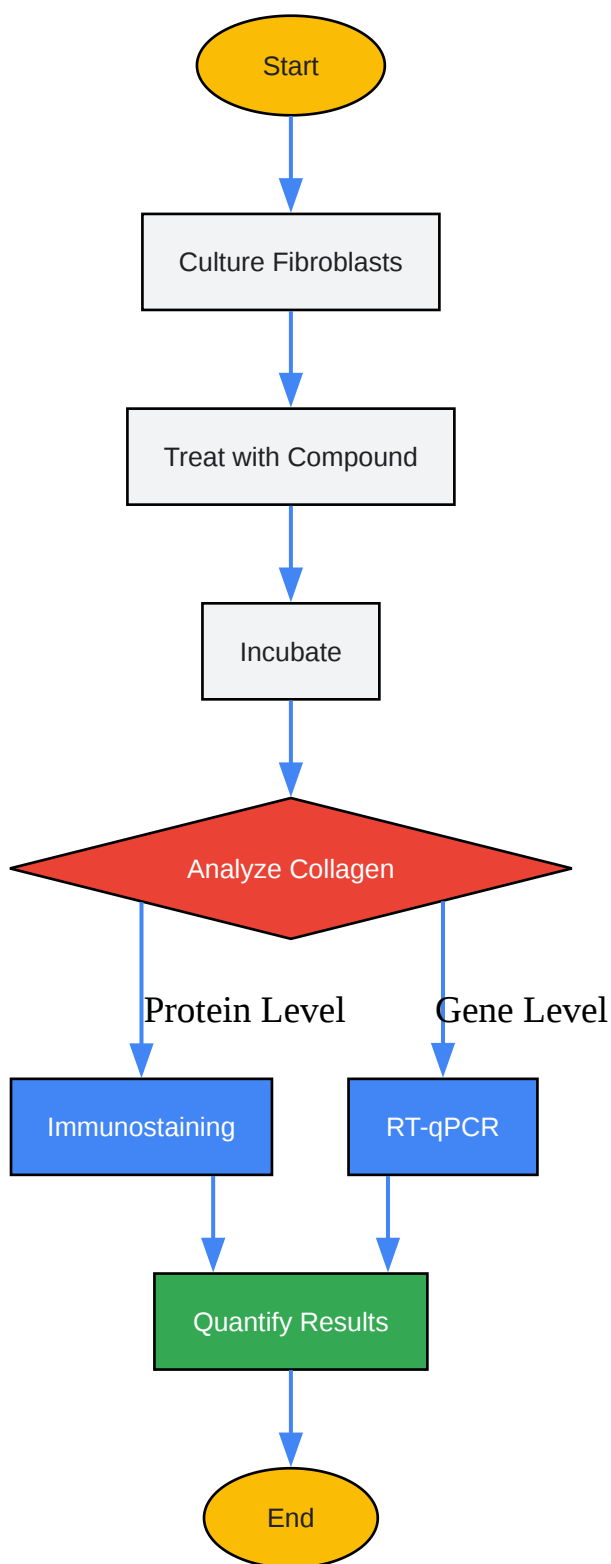 Start
Culture Fibroblasts
Treat with Compound
Incubate
Analyze Collagen
Protein Level
Gene Level
Immunostaining
RT-qPCR
Quantify Results
End